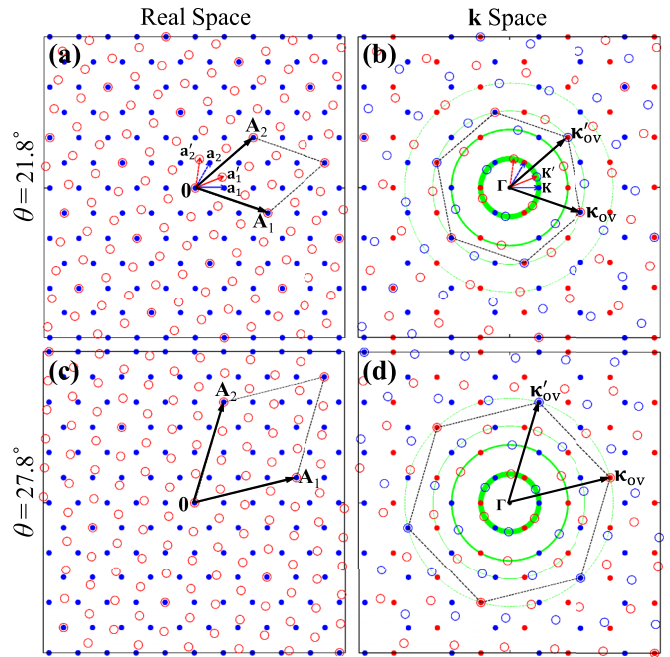 Real Space
k Space
(a)
(b)
θ = 21.8°
A₂
a′₂
a₂
a′₁
a₁
0
A₁
κ′ov
K′
K
Γ
κov
(c)
(d)
θ = 27.8°
A₂
A₁
0
κ′ov
κov
Γ